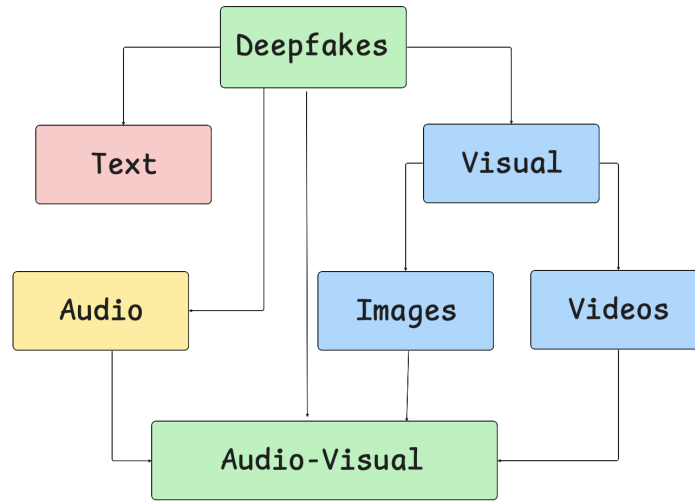 Deepfakes
Text
Visual
Audio
Images
Videos
Audio-Visual